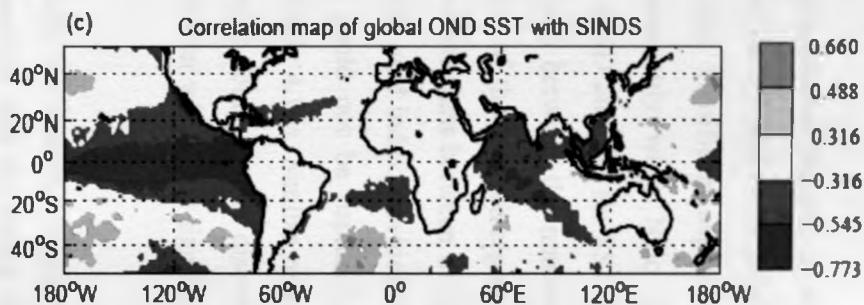 (c) Correlation map of global OND SST with SINDS
40°N
20°N
0°
20°S
40°S
180°W 120°W 60°W 0° 60°E 120°E 180°W
0.660
0.488
0.316
−0.316
−0.545
−0.773